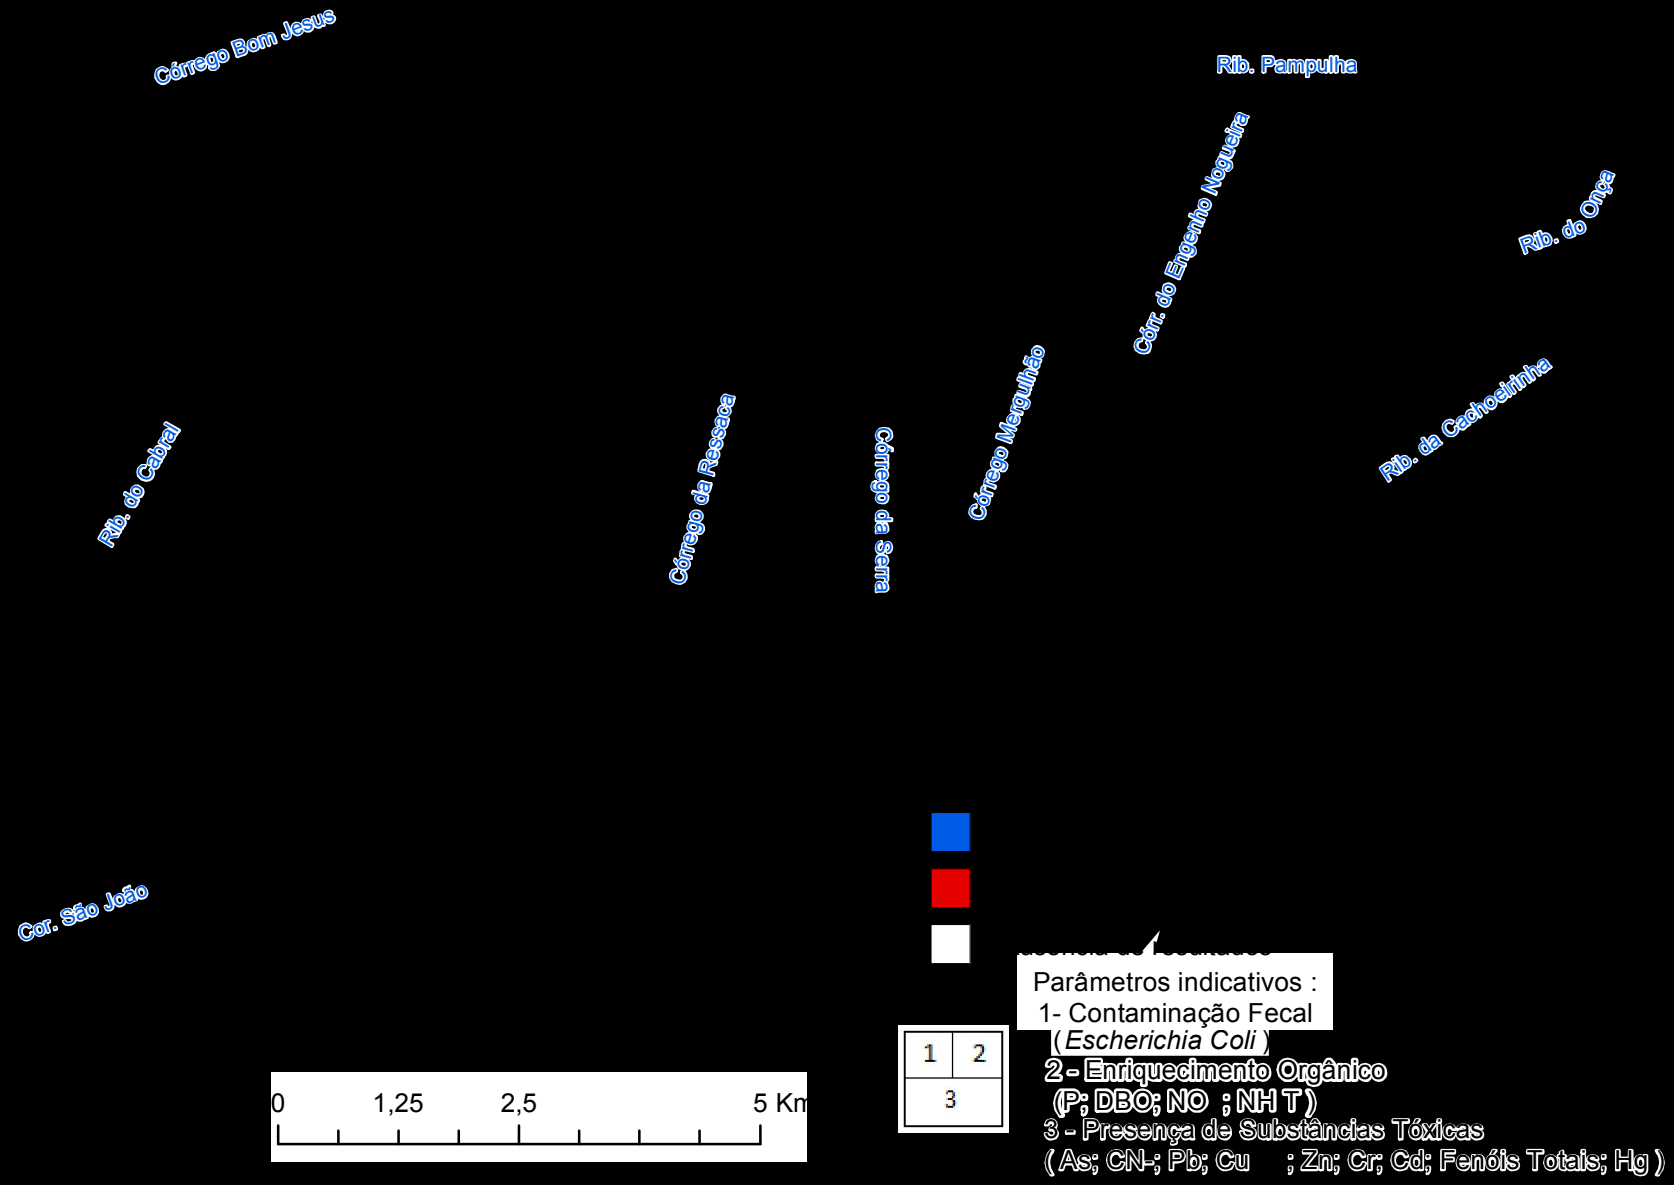 Córrego Bom Jesus
Rib. Pampulha
Córr. do Engenho Nogueira
Rib. do Onça
Córrego Mergulhão
Rib. da Cachoeirinha
Córrego da Ressaca
Rib. do Cabral
Córrego da Serra
Cor. São João
de resultados
Parâmetros indicativos :
1- Contaminação Fecal
( Escherichia Coli )
2 - Enriquecimento Orgânico
(P; DBO; NO ; NH T )
3 - Presença de Substâncias Tóxicas
( As; CN-; Pb; Cu ; Zn; Cr; Cd; Fenóis Totais; Hg )
1 2
3
0 1,25 2,5 5 Km